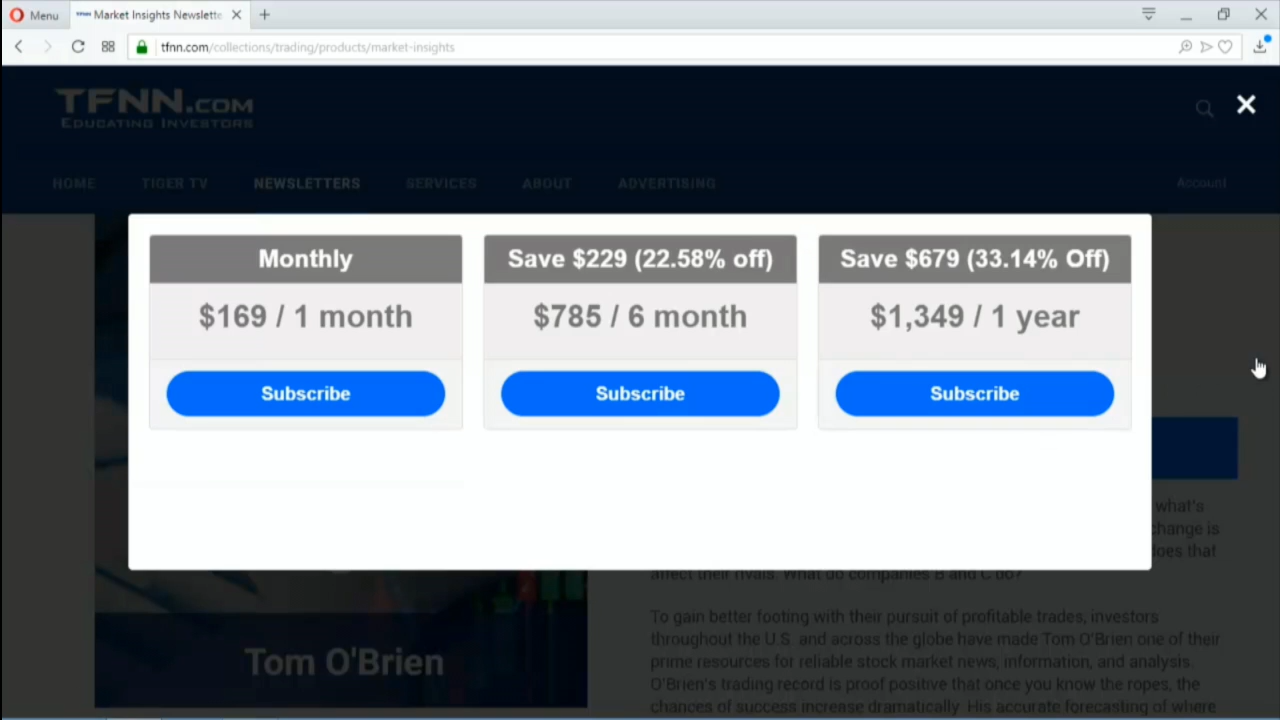 Menu
Market Insights Newslette
tfnn.com/collections/trading/products/market-insights
TFNN.COM
EDUCATING INVESTORS
HOME TIGER TV NEWSLETTERS SERVICES ABOUT ADVERTISING Account
Monthly
$169 / 1 month
Subscribe
Save $229 (22.58% off)
$785 / 6 month
Subscribe
Save $679 (33.14% Off)
$1,349 / 1 year
Subscribe
what's
change is
does that
affect their rivals. What do companies B and C do?
To gain better footing with their pursuit of profitable trades, investors
throughout the U.S. and across the globe have made Tom O'Brien one of their
prime resources for reliable stock market news, information, and analysis.
O'Brien's trading record is proof positive that once you know the ropes, the
chances of success increase dramatically. His accurate forecasting of where
Tom O'Brien